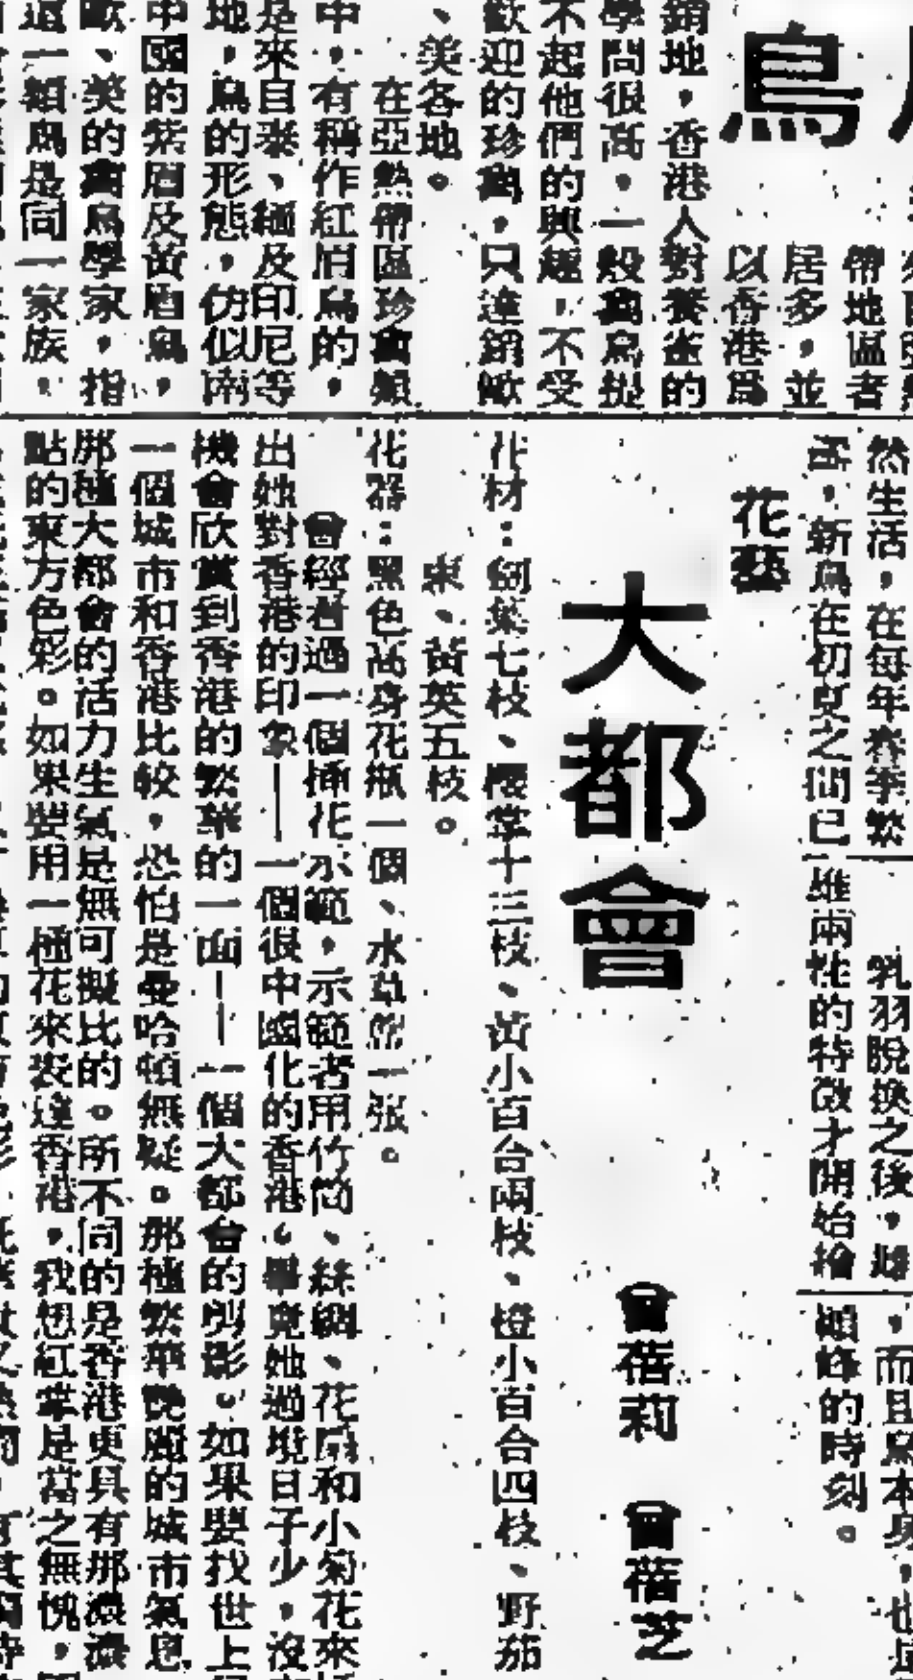 鳥
帶地區者
居多,並
以香港為
銷地,香港人對養雀的
學問很高,一般禽鳥提
不起他們的興趣,不受
歡迎的珍禽,只達銷歐
、美各地。
在亞熱帶區珍禽類
中,有稱作紅眉鳥的,
是來自泰、緬及印尼等
地,鳥的形態,仿似南
中國的紫眉及黃眉鳥,
歐、美的禽鳥學家,指
這一類鳥是同一家族,
然生活,在每年春季繁
新鳥在初夏之間已
乳羽脫換之後,雌
雄兩性的特徵才開始檜
,而且鳥本身,也
顛峰的時刻。
花藝
大都會
曾蓓莉 曾蓓芝
花材:劍葉七枝、懷掌十三枝、黃小百合兩枝、橙小百合四枝、野茄
束、黃英五枝。
花器:黑色高身花瓶一個、水草蓆一張。
曾經看過一個插花示範,示範者用竹筒、絲綢、花扇和小菊花來
出她對香港的印象——一個很中國化的香港。畢竟她過境日子少,沒
機會欣賞到香港的繁華的一面——一個大都會的剪影。如果要找世上
一個城市和香港比較,恐怕是曼哈頓無疑。那種繁華艷麗的城市氣息
那種大都會的活力生氣是無可擬比的。所不同的是香港更具有那濃濃
點的東方色彩。如果要用一種花來表達香港,我想紅掌是當之無愧,